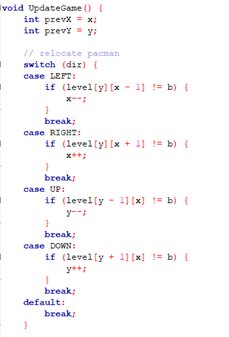 void UpdateGame() {
    int prevX = x;
    int prevY = y;

    // relocate pacman
    switch (dir) {
    case LEFT:
        if (level[y][x - 1] != b) {
            x--;
        }
        break;
    case RIGHT:
        if (level[y][x + 1] != b) {
            x++;
        }
        break;
    case UP:
        if (level[y - 1][x] != b) {
            y--;
        }
        break;
    case DOWN:
        if (level[y + 1][x] != b) {
            y++;
        }
        break;
    default:
        break;
    }